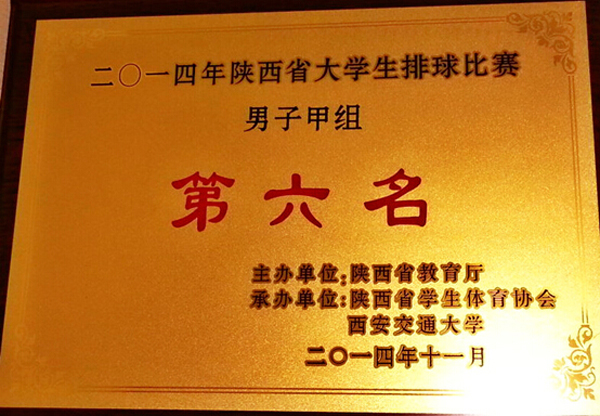 二〇一四年陕西省大学生排球比赛
男子甲组
第六名
主办单位:陕西省教育厅
承办单位:陕西省学生体育协会
西安交通大学
二〇一四年十一月